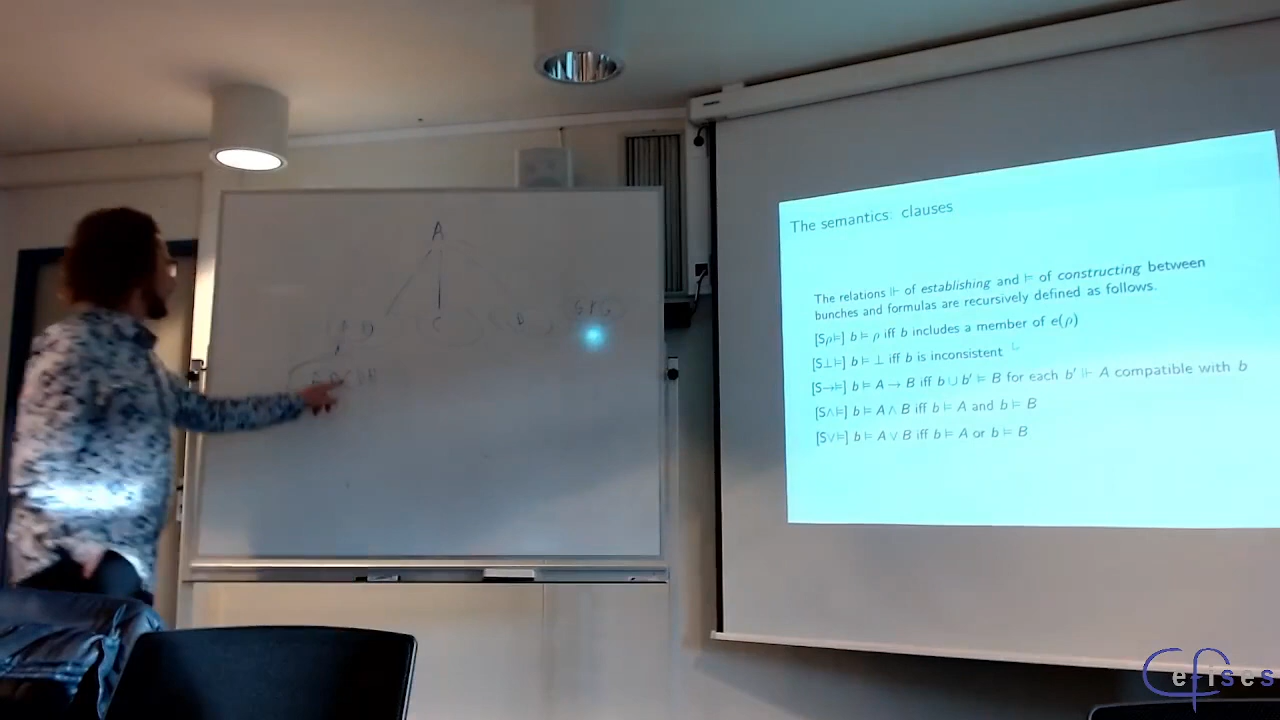 A
C
The semantics: clauses
The relations ⊩ of establishing and ⊨ of constructing between
bunches and formulas are recursively defined as follows.
[Sρ⊨] b ⊨ ρ iff b includes a member of e(ρ)
[S⊥⊨] b ⊨ ⊥ iff b is inconsistent
[S→⊨] b ⊨ A → B iff b ∪ b′ ⊨ B for each b′ ⊩ A compatible with b
[S∧⊨] b ⊨ A ∧ B iff b ⊨ A and b ⊨ B
[S∨⊨] b ⊨ A ∨ B iff b ⊨ A or b ⊨ B
Cefises